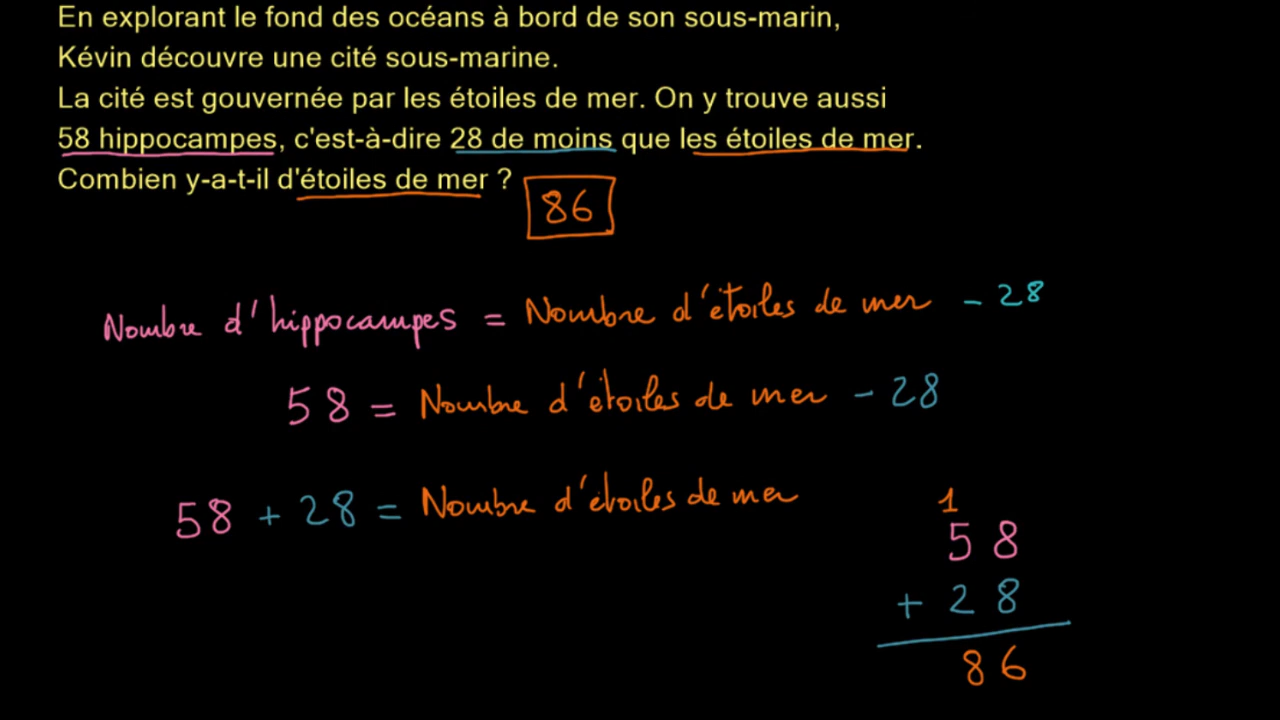 En explorant le fond des océans à bord de son sous-marin,
Kévin découvre une cité sous-marine.
La cité est gouvernée par les étoiles de mer. On y trouve aussi
58 hippocampes, c'est-à-dire 28 de moins que les étoiles de mer.
Combien y-a-t-il d'étoiles de mer ?
86
Nombre d'hippocampes = Nombre d'étoiles de mer - 28
58 = Nombre d'étoiles de mer - 28
58 + 28 = Nombre d'étoiles de mer
1
58
+ 28
86